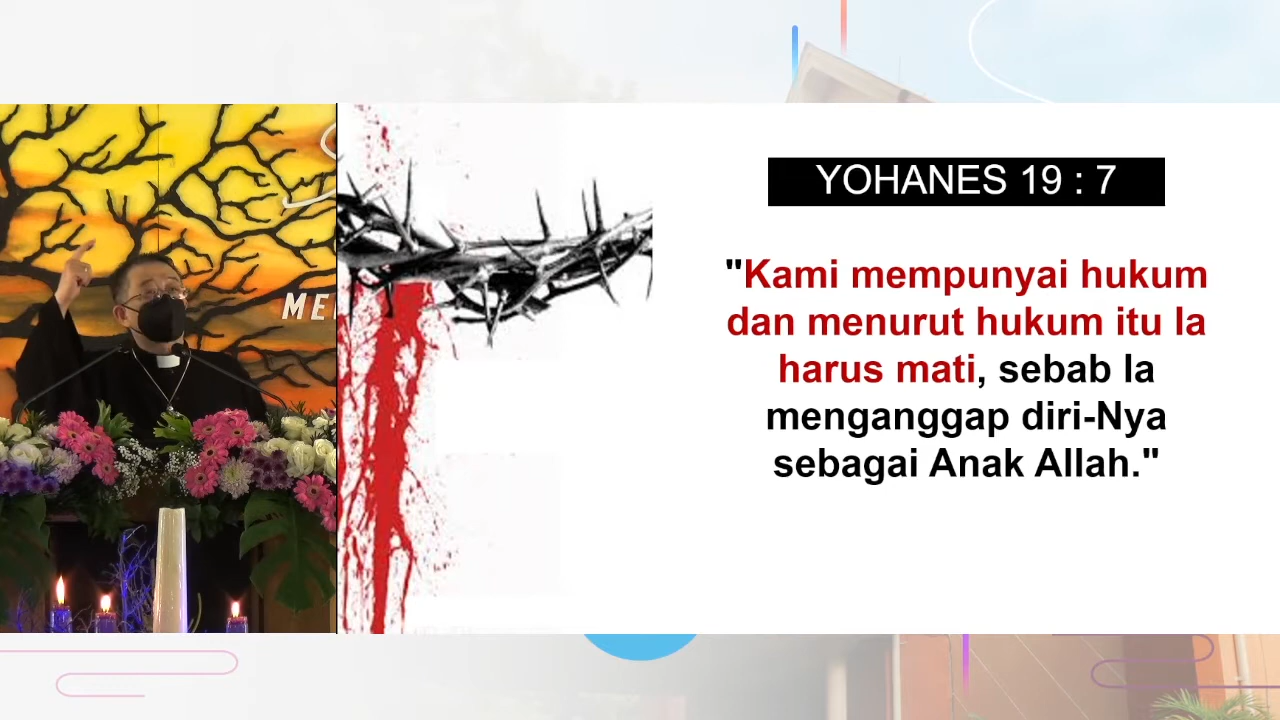 YOHANES 19 : 7
"Kami mempunyai hukum
dan menurut hukum itu Ia
harus mati, sebab Ia
menganggap diri-Nya
sebagai Anak Allah."